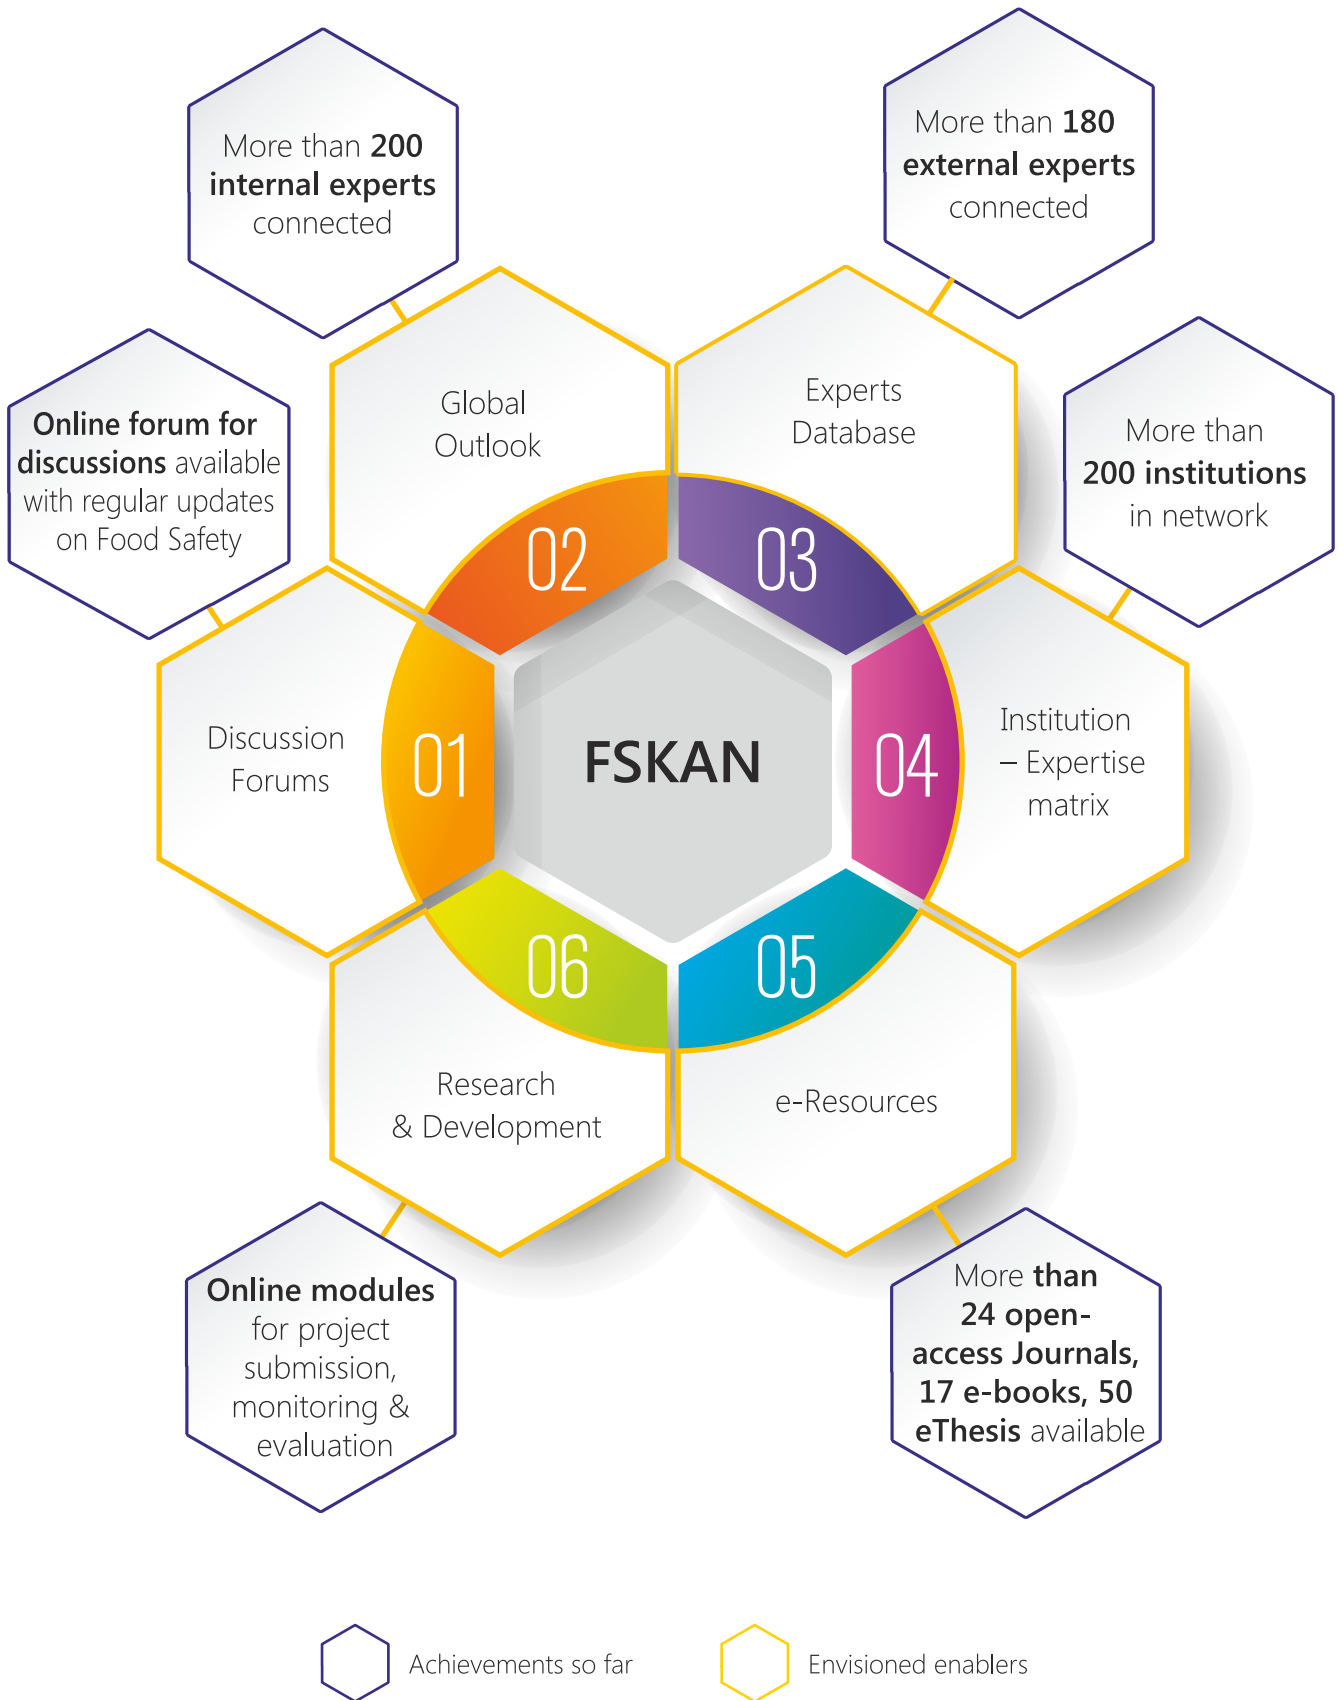 More than 200
internal experts
connected
More than 180
external experts
connected
Online forum for
discussions available
with regular updates
on Food Safety
Global
Outlook
Experts
Database
More than
200 institutions
in network
02
03
Discussion
Forums
01
FSKAN
04
Institution
– Expertise
matrix
06
05
Research
& Development
e-Resources
Online modules
for project
submission,
monitoring &
evaluation
More than
24 open-
access Journals,
17 e-books, 50
eThesis available
Achievements so far
Envisioned enablers